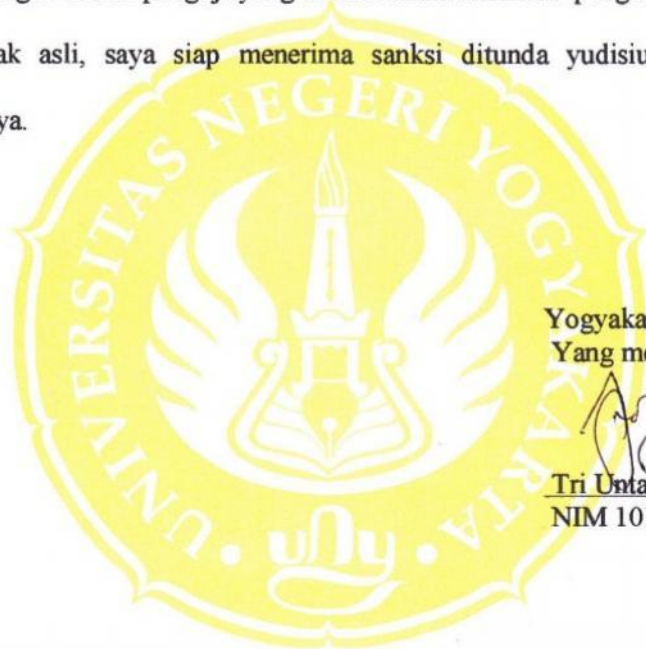 ak asli, saya siap menerima sanksi ditunda yudisiu
ya.
UNIVERSITAS NEGERI YOGYAKARTA
uny
Yogyaka
Yang me
Tri Unta
NIM 10